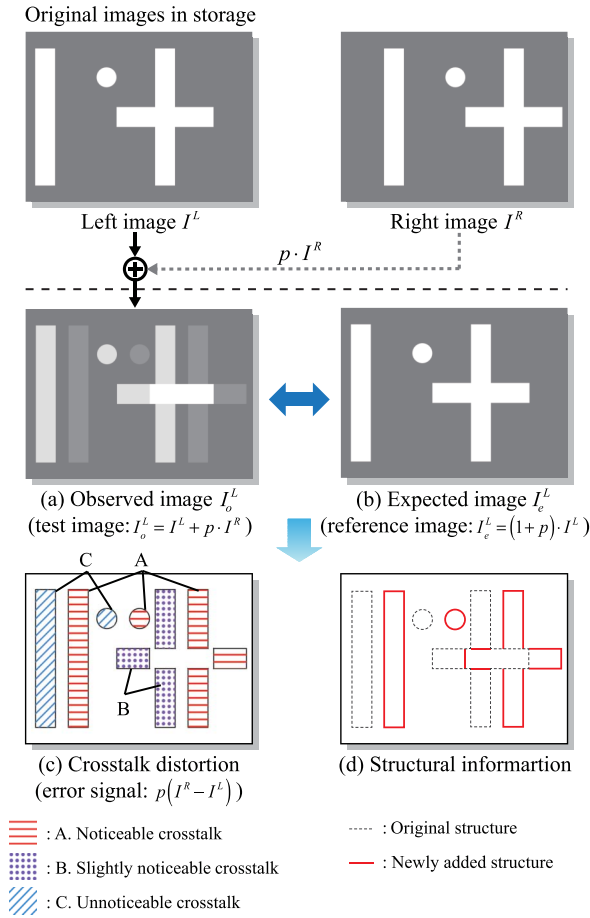 Original images in storage
Left image I^L
Right image I^R
p · I^R
(a) Observed image I_o^L
(test image: I_o^L = I^L + p · I^R )
(b) Expected image I_e^L
(reference image: I_e^L = (1+p) · I^L )
C
A
B
(c) Crosstalk distortion
(error signal: p(I^R − I^L) )
(d) Structural informartion
: A. Noticeable crosstalk
: B. Slightly noticeable crosstalk
: C. Unnoticeable crosstalk
: Original structure
: Newly added structure